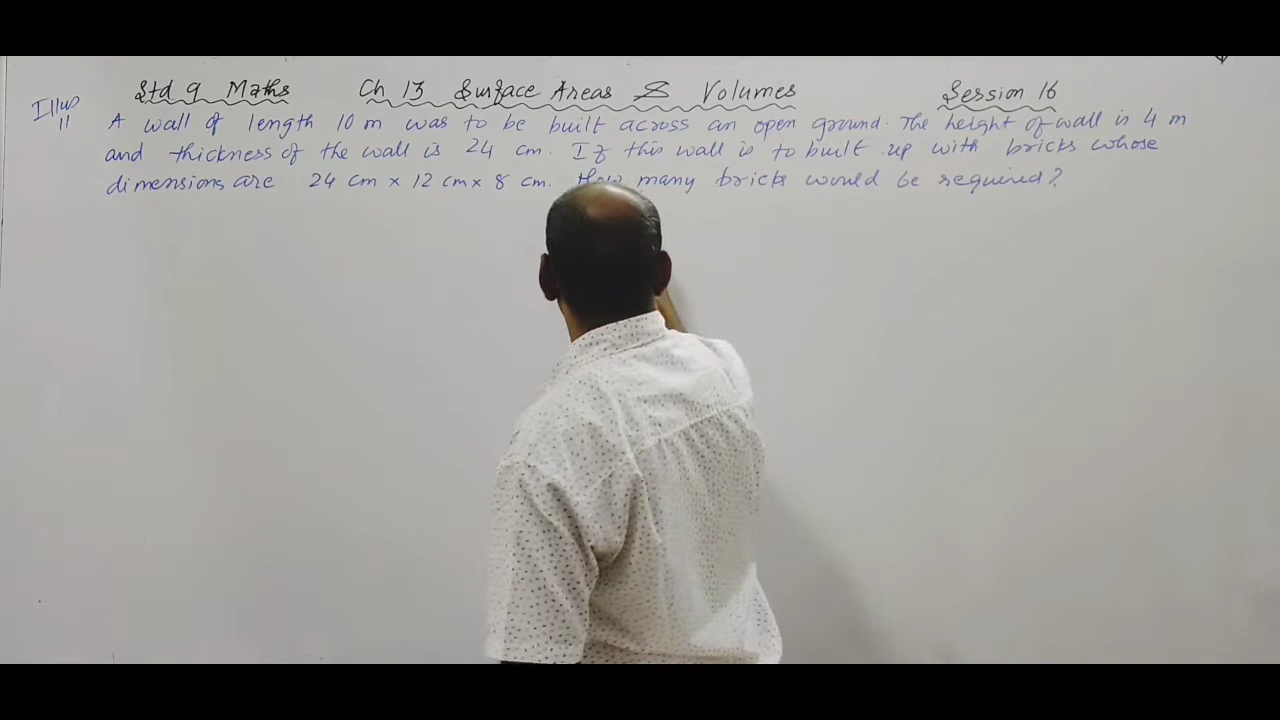 Std 9 Maths Ch 13 Surface Areas & Volumes Session 16
Illus A wall of length 10 m was to be built across an open ground. The height of wall is 4 m
11 and thickness of the wall is 24 cm. If this wall is to built up with bricks whose
dimensions are 24 cm x 12 cm x 8 cm. How many bricks would be required?